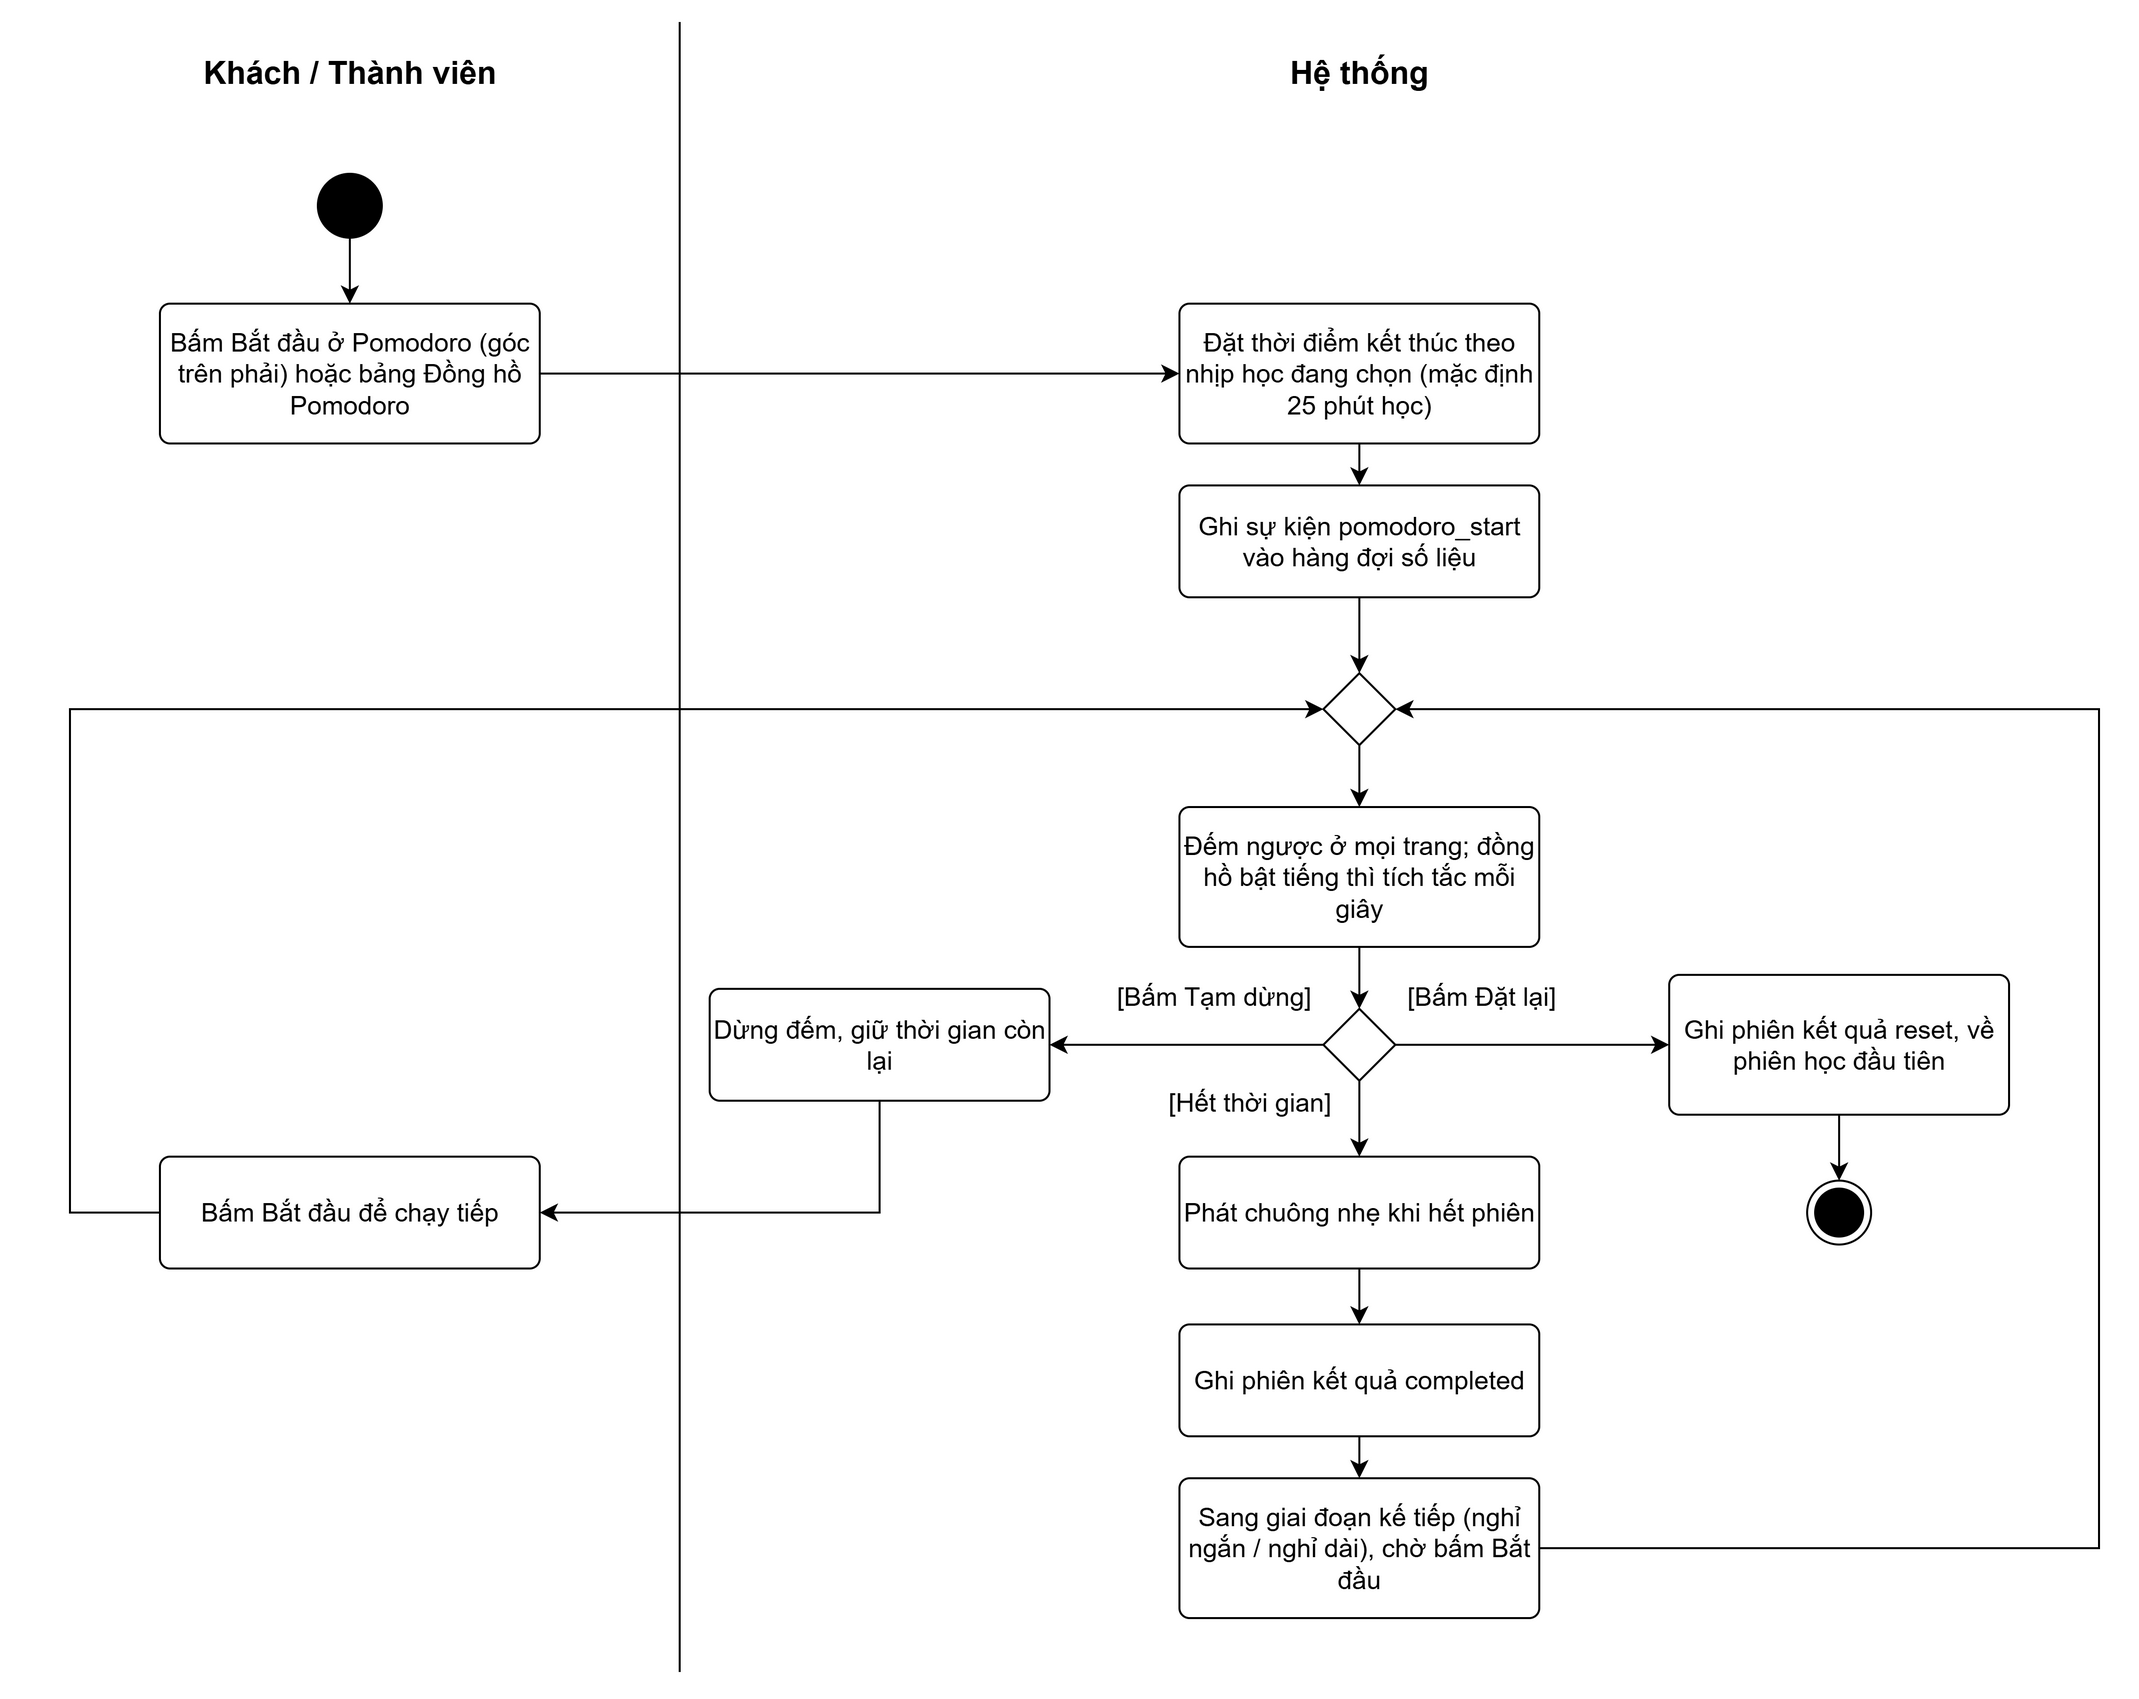 Khách / Thành viên
Hệ thống
Bấm Bắt đầu ở Pomodoro (góc
trên phải) hoặc bảng Đồng hồ
Pomodoro
Đặt thời điểm kết thúc theo
nhịp học đang chọn (mặc định
25 phút học)
Ghi sự kiện pomodoro_start
vào hàng đợi số liệu
Đếm ngược ở mọi trang; đồng
hồ bật tiếng thì tích tắc mỗi
giây
[Bấm Tạm dừng]
[Bấm Đặt lại]
Dừng đếm, giữ thời gian còn
lại
Ghi phiên kết quả reset, về
phiên học đầu tiên
[Hết thời gian]
Bấm Bắt đầu để chạy tiếp
Phát chuông nhẹ khi hết phiên
Ghi phiên kết quả completed
Sang giai đoạn kế tiếp (nghỉ
ngắn / nghỉ dài), chờ bấm Bắt
đầu